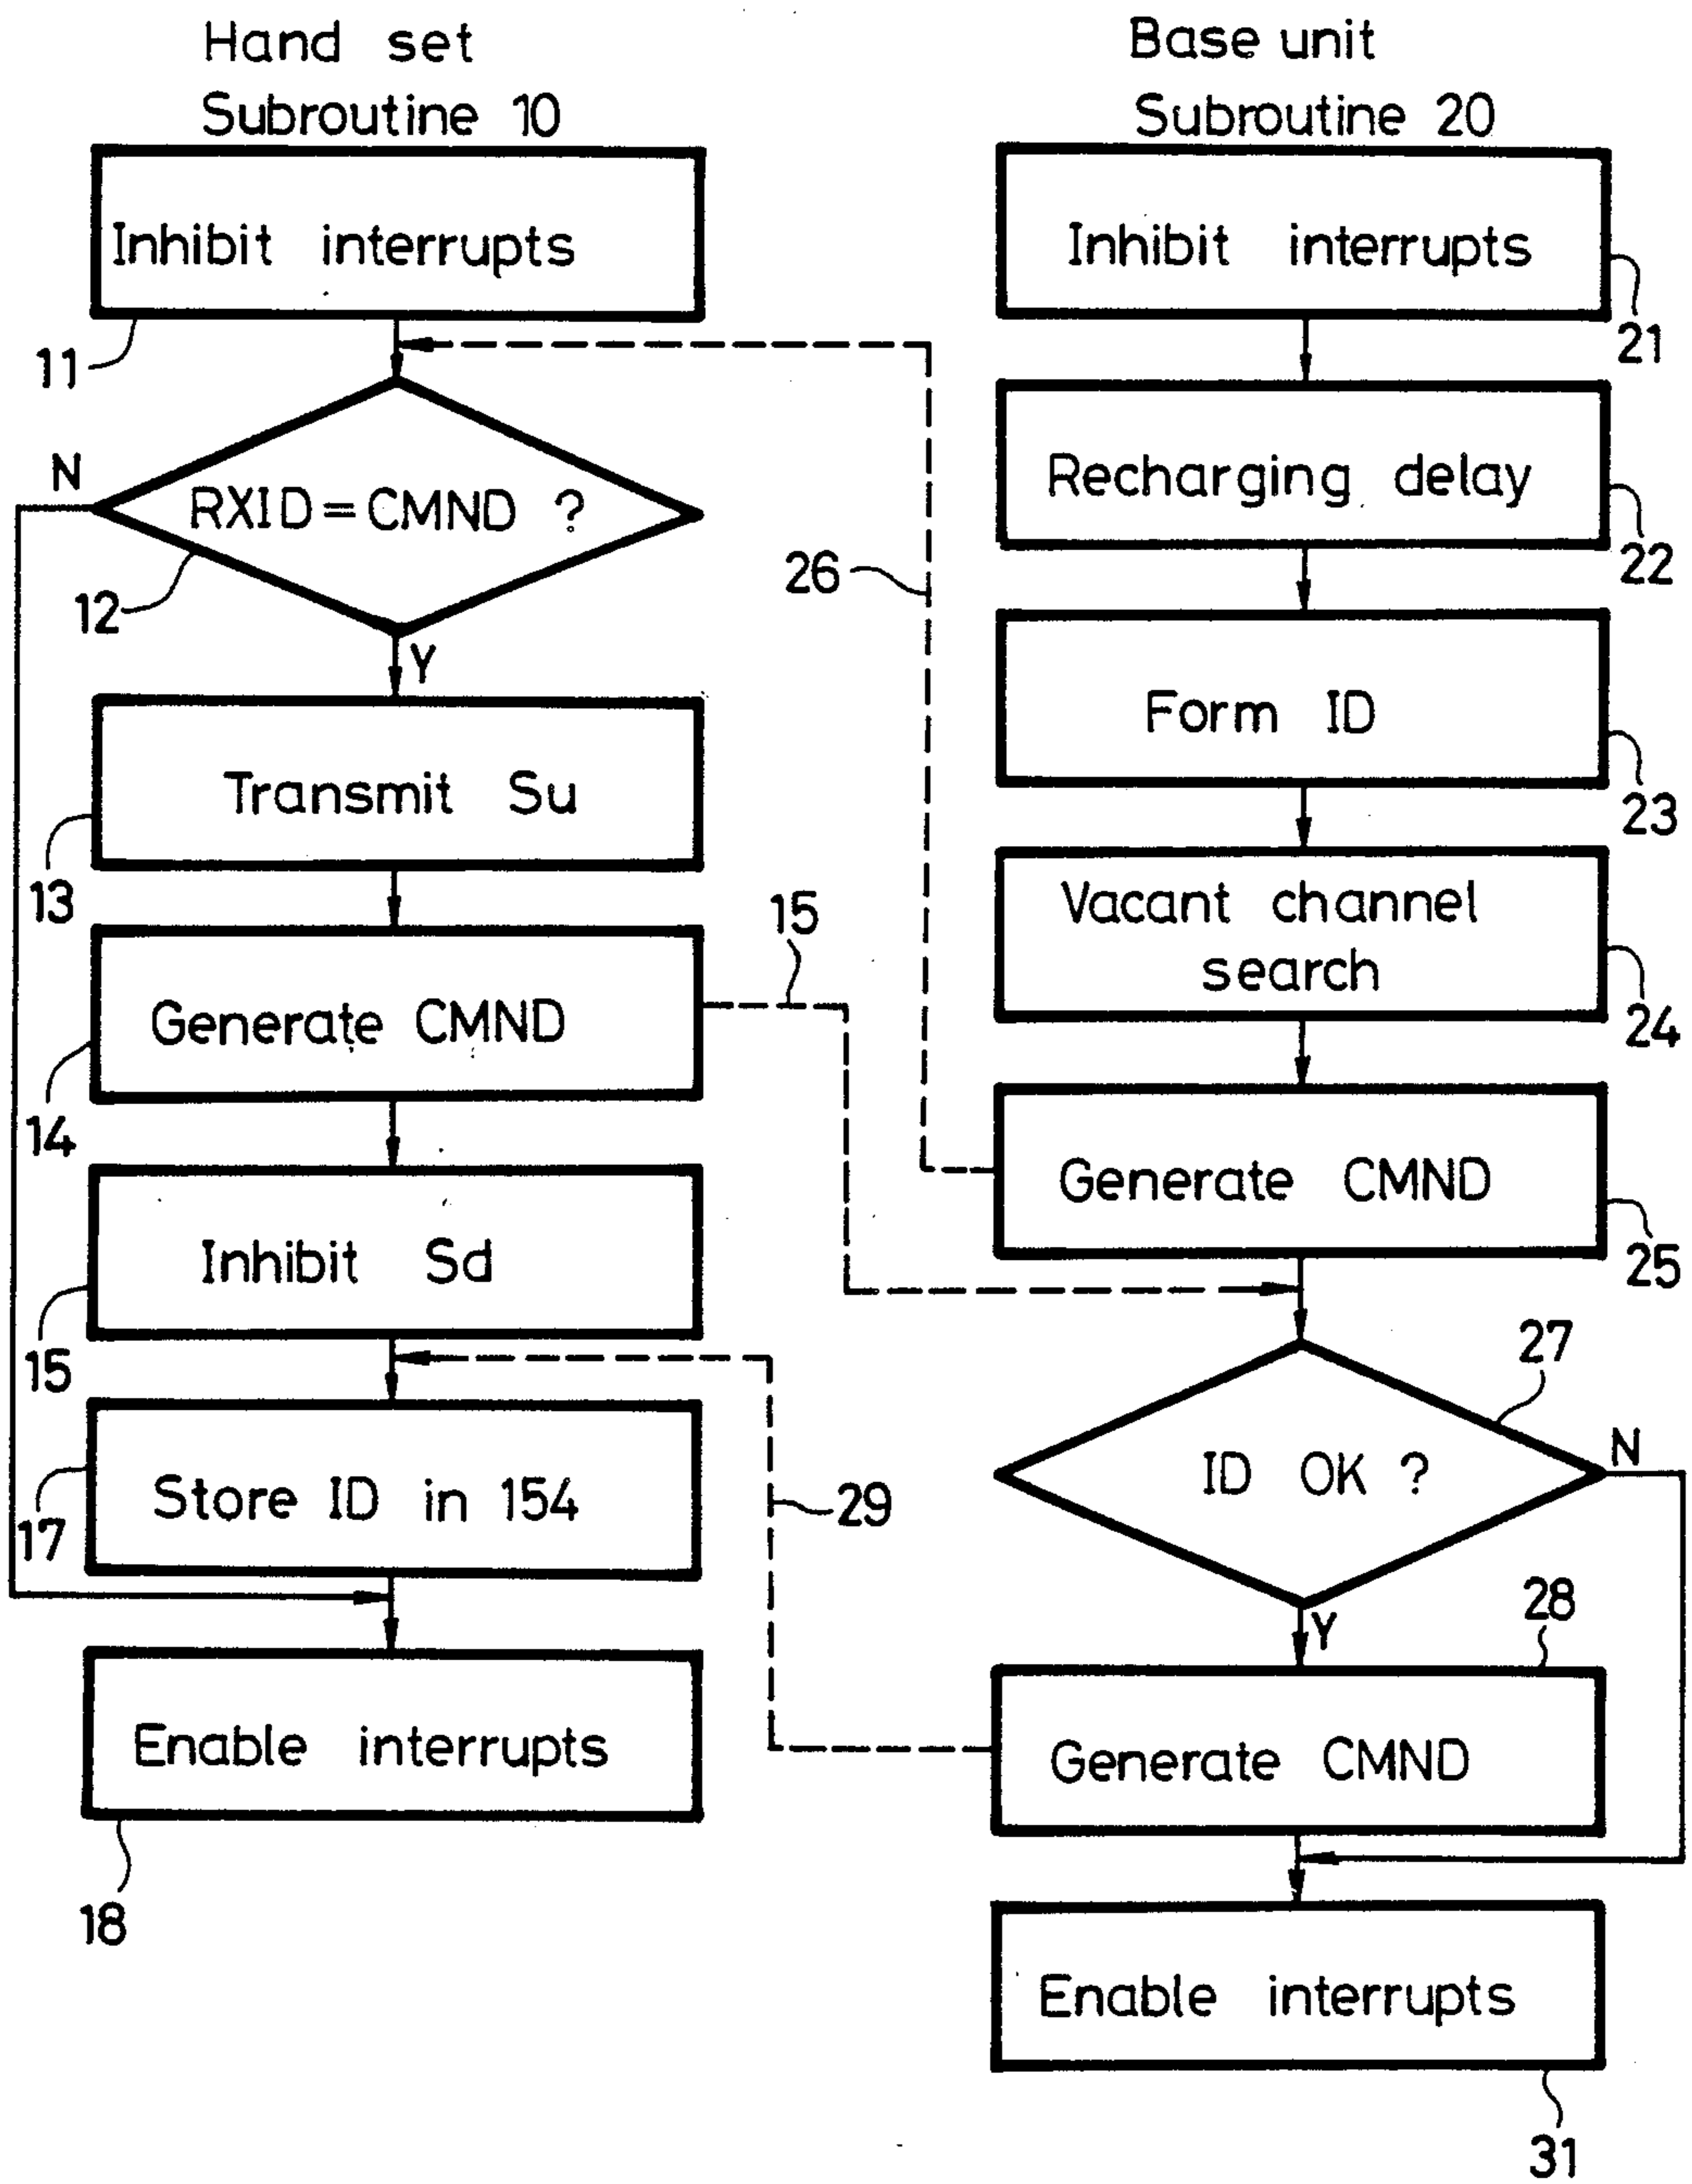 Hand set
Subroutine 10
Inhibit interrupts
11
N
RXID=CMND ?
12
Y
Transmit Su
13
Generate CMND
15
14
Inhibit Sd
15
Store ID in 154
17
Enable interrupts
18
Base unit
Subroutine 20
Inhibit interrupts
21
Recharging delay
26
22
Form ID
23
Vacant channel
search
24
Generate CMND
25
27
ID OK ?
N
29
28
Y
Generate CMND
Enable interrupts
31